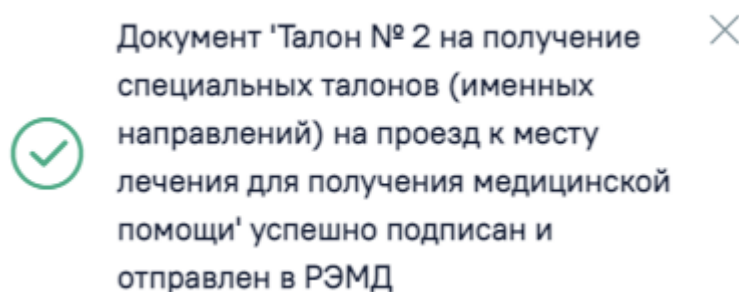 Документ 'Талон № 2 на получение
специальных талонов (именных
направлений) на проезд к месту
лечения для получения медицинской
помощи' успешно подписан и
отправлен в РЭМД